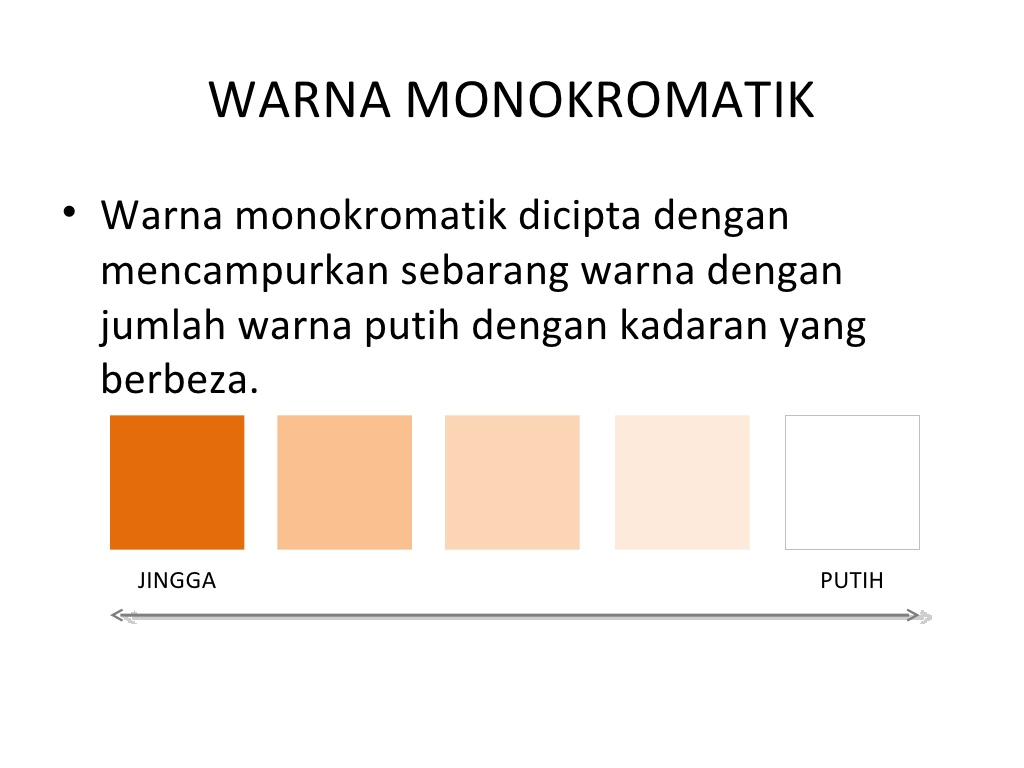 WARNA MONOKROMATIK
• Warna monokromatik dicipta dengan
mencampurkan sebarang warna dengan
jumlah warna putih dengan kadaran yang
berbeza.
JINGGA
PUTIH